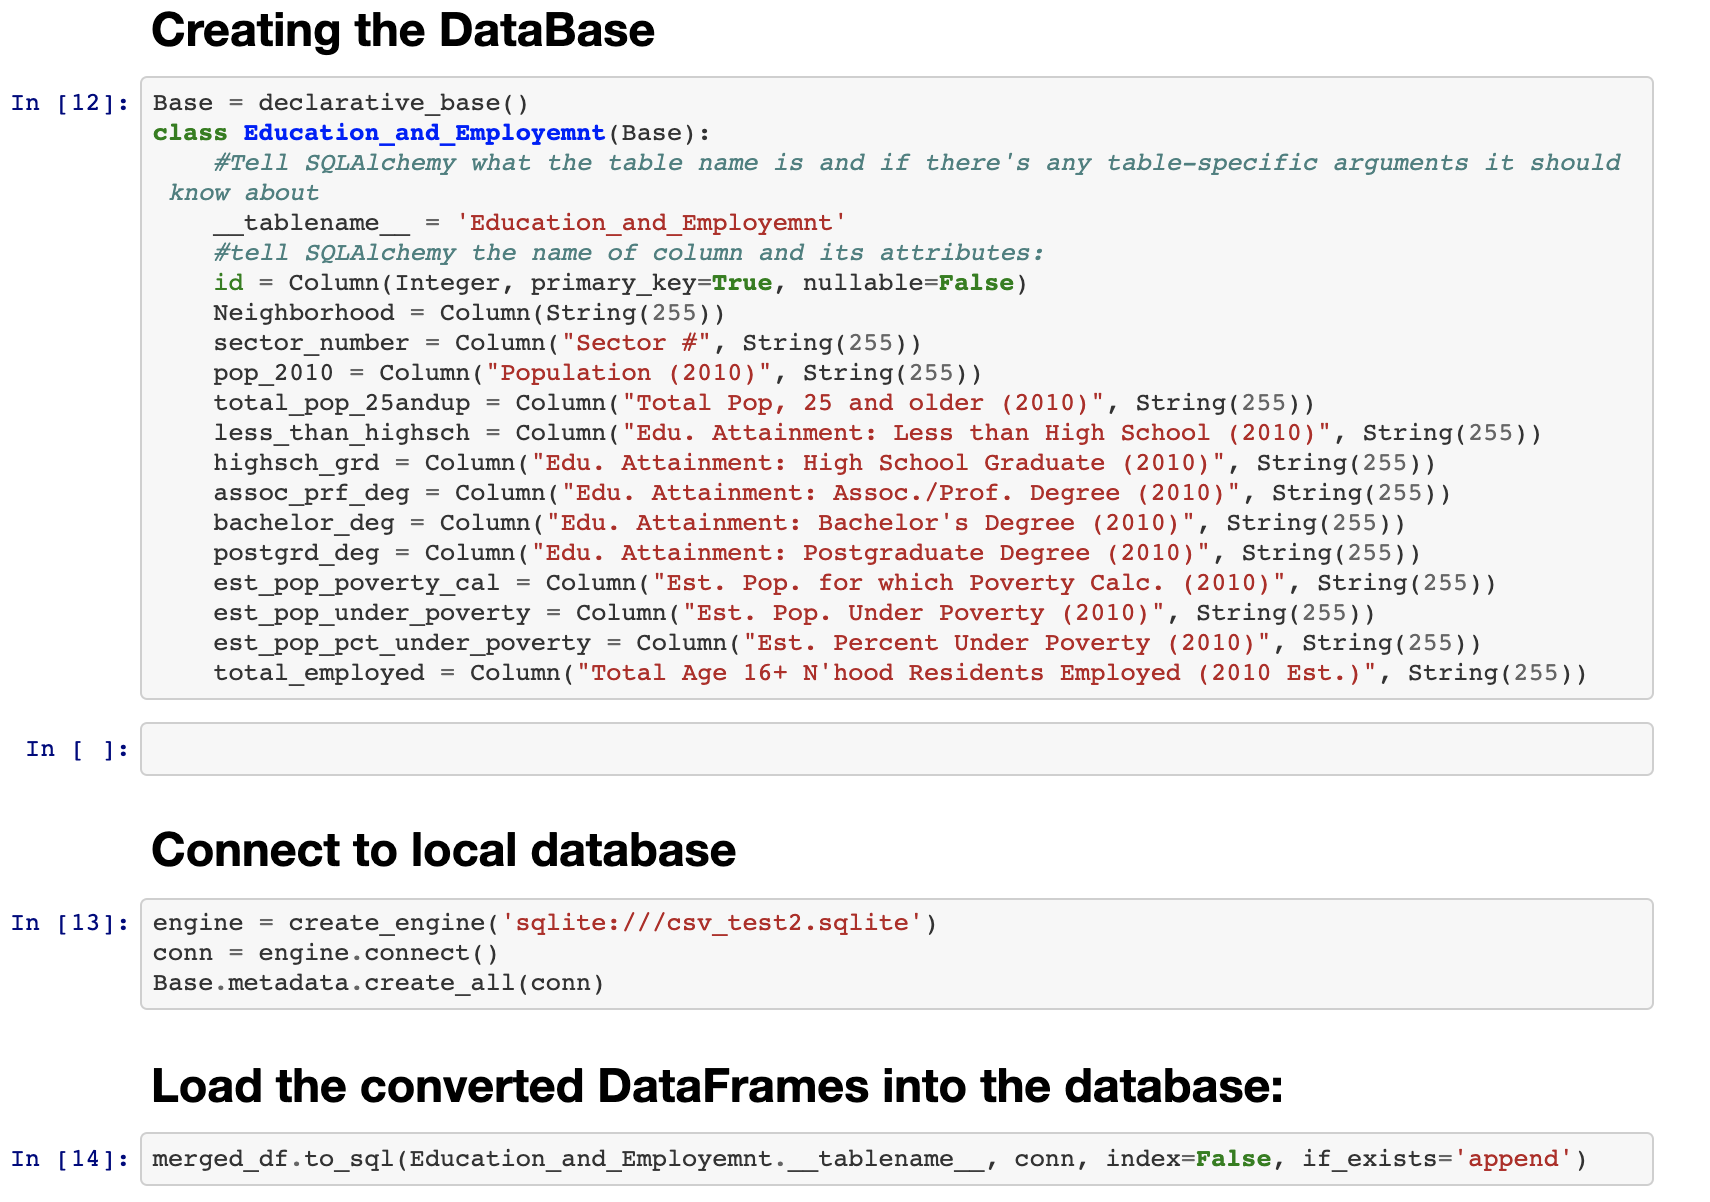 Creating the DataBase
In [12]: Base = declarative_base()
class Education_and_Employemnt(Base):
    #Tell SQLAlchemy what the table name is and if there's any table-specific arguments it should
 know about
    __tablename__ = 'Education_and_Employemnt'
    #tell SQLAlchemy the name of column and its attributes:
    id = Column(Integer, primary_key=True, nullable=False)
    Neighborhood = Column(String(255))
    sector_number = Column("Sector #", String(255))
    pop_2010 = Column("Population (2010)", String(255))
    total_pop_25andup = Column("Total Pop, 25 and older (2010)", String(255))
    less_than_highsch = Column("Edu. Attainment: Less than High School (2010)", String(255))
    highsch_grd = Column("Edu. Attainment: High School Graduate (2010)", String(255))
    assoc_prf_deg = Column("Edu. Attainment: Assoc./Prof. Degree (2010)", String(255))
    bachelor_deg = Column("Edu. Attainment: Bachelor's Degree (2010)", String(255))
    postgrd_deg = Column("Edu. Attainment: Postgraduate Degree (2010)", String(255))
    est_pop_poverty_cal = Column("Est. Pop. for which Poverty Calc. (2010)", String(255))
    est_pop_under_poverty = Column("Est. Pop. Under Poverty (2010)", String(255))
    est_pop_pct_under_poverty = Column("Est. Percent Under Poverty (2010)", String(255))
    total_employed = Column("Total Age 16+ N'hood Residents Employed (2010 Est.)", String(255))
In [ ]:
Connect to local database
In [13]: engine = create_engine('sqlite:///csv_test2.sqlite')
conn = engine.connect()
Base.metadata.create_all(conn)
Load the converted DataFrames into the database:
In [14]: merged_df.to_sql(Education_and_Employemnt.__tablename__, conn, index=False, if_exists='append')